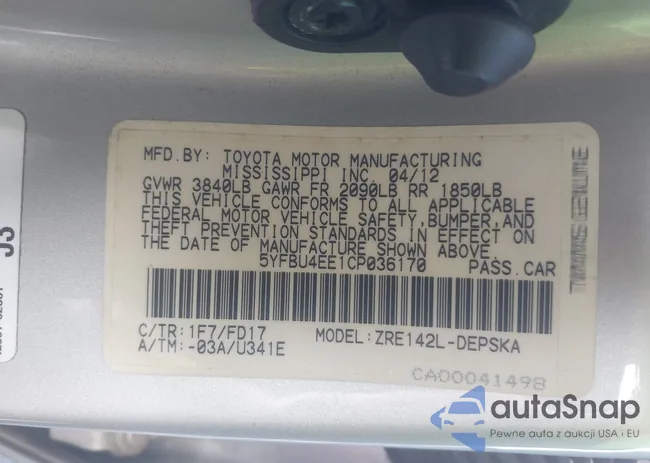 MFD.BY: TOYOTA MOTOR MANUFACTURING
MISSISSIPPI INC. 04/12
GVWR 3840LB GAWR FR 2090LB RR 1850LB
THIS VEHICLE CONFORMS TO ALL APPLICABLE
FEDERAL MOTOR VEHICLE SAFETY, BUMPER, AND
THEFT PREVENTION STANDARDS IN EFFECT ON
THE DATE OF MANUFACTURE SHOWN ABOVE.
5YFBU4EE1CP036170 PASS.CAR
C/TR:1F7/FD17 MODEL:ZRE142L-DEPSKA
A/TM:-03A/U341E
CA00041498
J3
autaSnap
Pewne auta z aukcji USA i EU